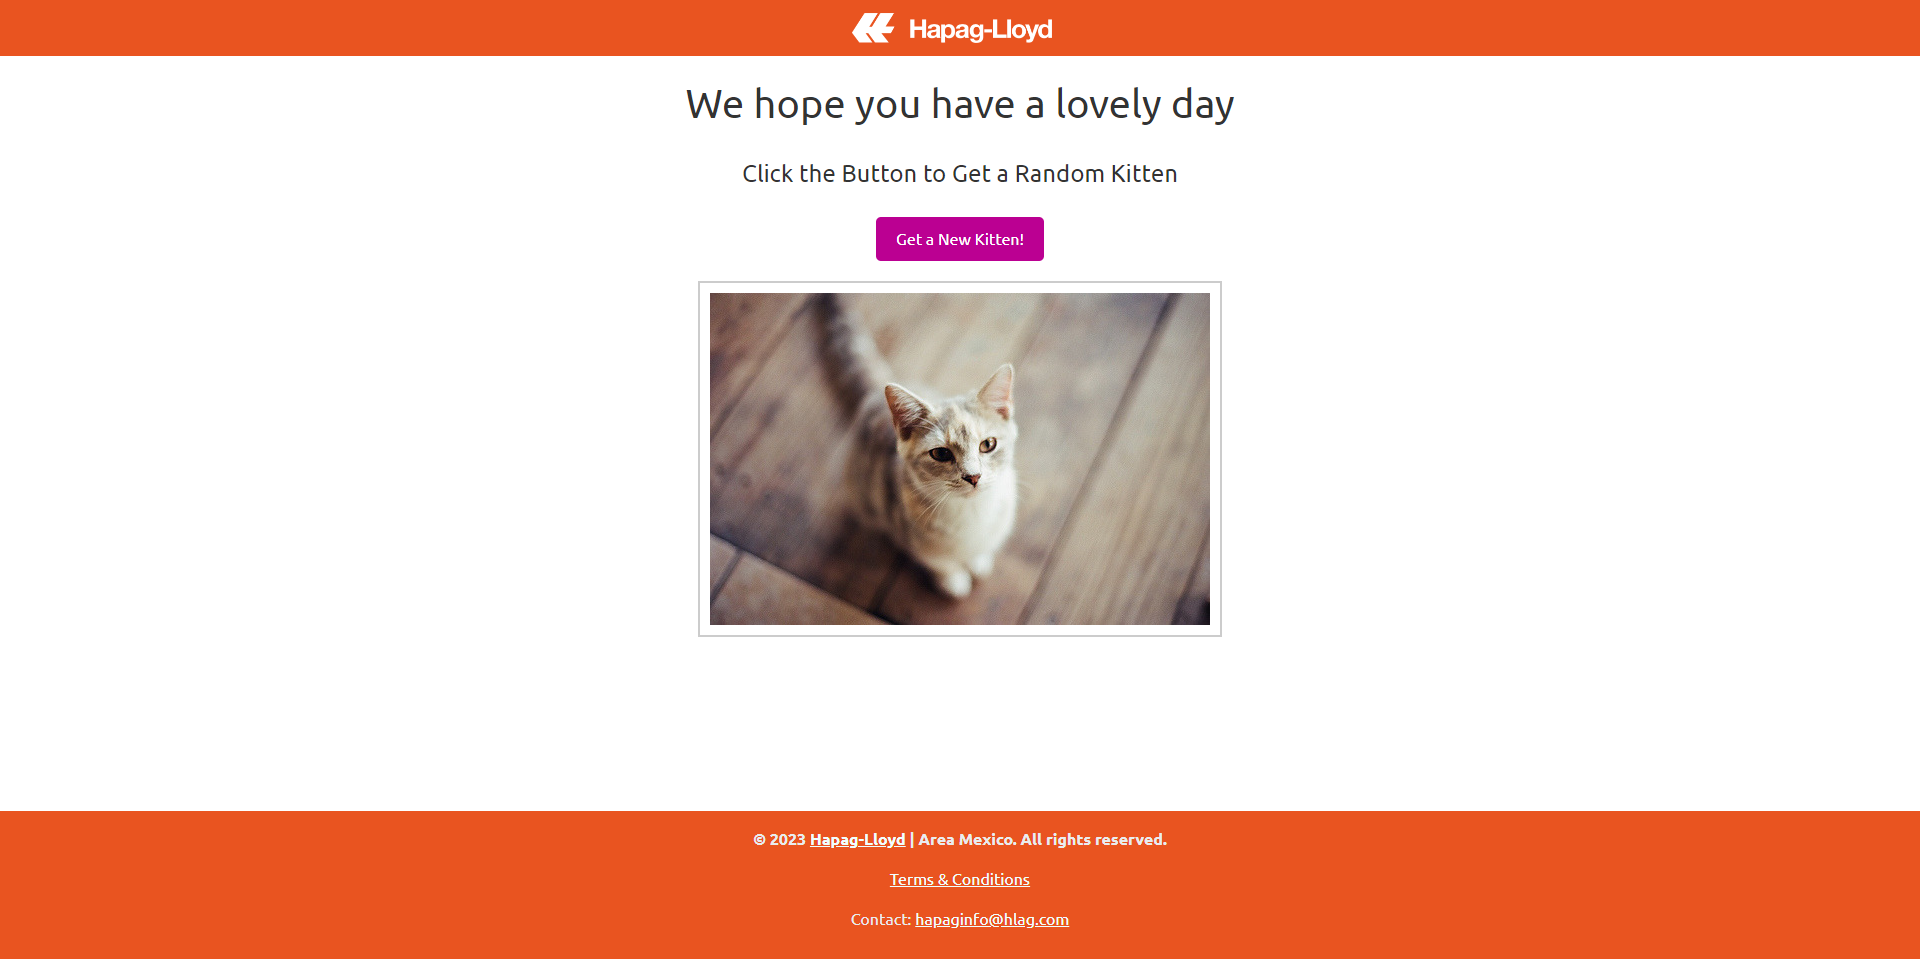 Hapag-Lloyd
We hope you have a lovely day
Click the Button to Get a Random Kitten
Get a New Kitten!
© 2023 Hapag-Lloyd | Area Mexico. All rights reserved.
Terms & Conditions
Contact: hapaginfo@hlag.com